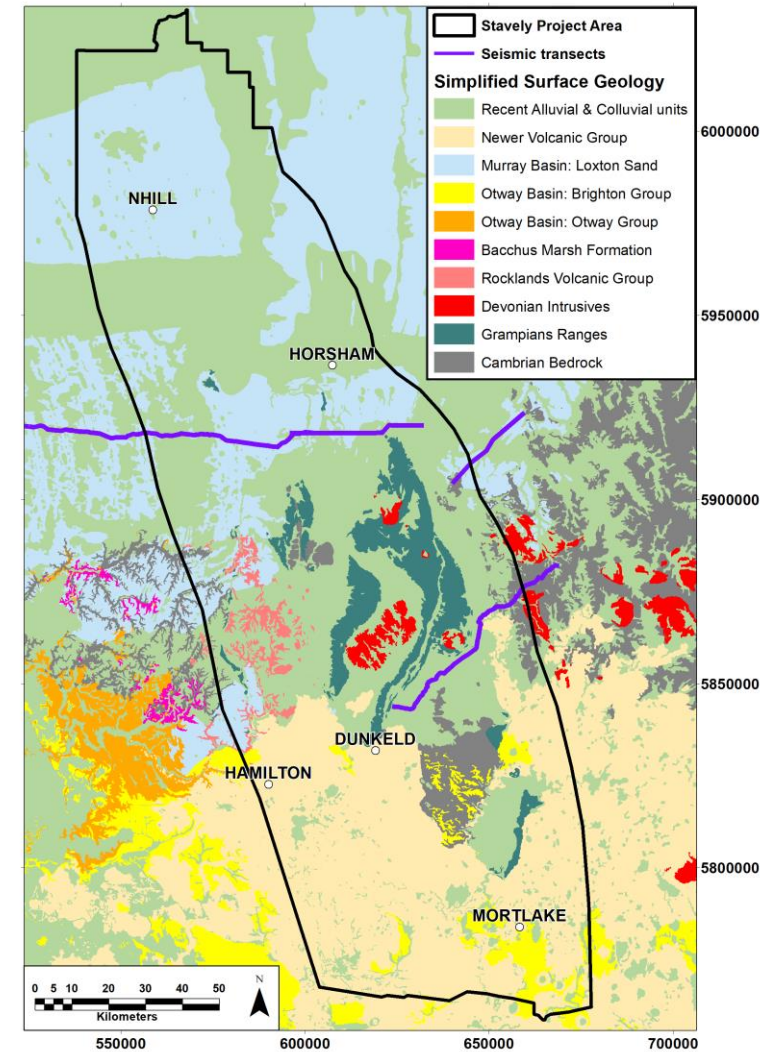 Stavely Project Area
Seismic transects
Simplified Surface Geology
Recent Alluvial & Colluvial units
Newer Volcanic Group
Murray Basin: Loxton Sand
Otway Basin: Brighton Group
Otway Basin: Otway Group
Bacchus Marsh Formation
Rocklands Volcanic Group
Devonian Intrusives
Grampians Ranges
Cambrian Bedrock
6000000
NHILL
5950000
HORSHAM
5900000
5850000
DUNKELD
HAMILTON
5800000
MORTLAKE
0 5 10 20 30 40 50
Kilometers
N
550000 600000 650000 700000